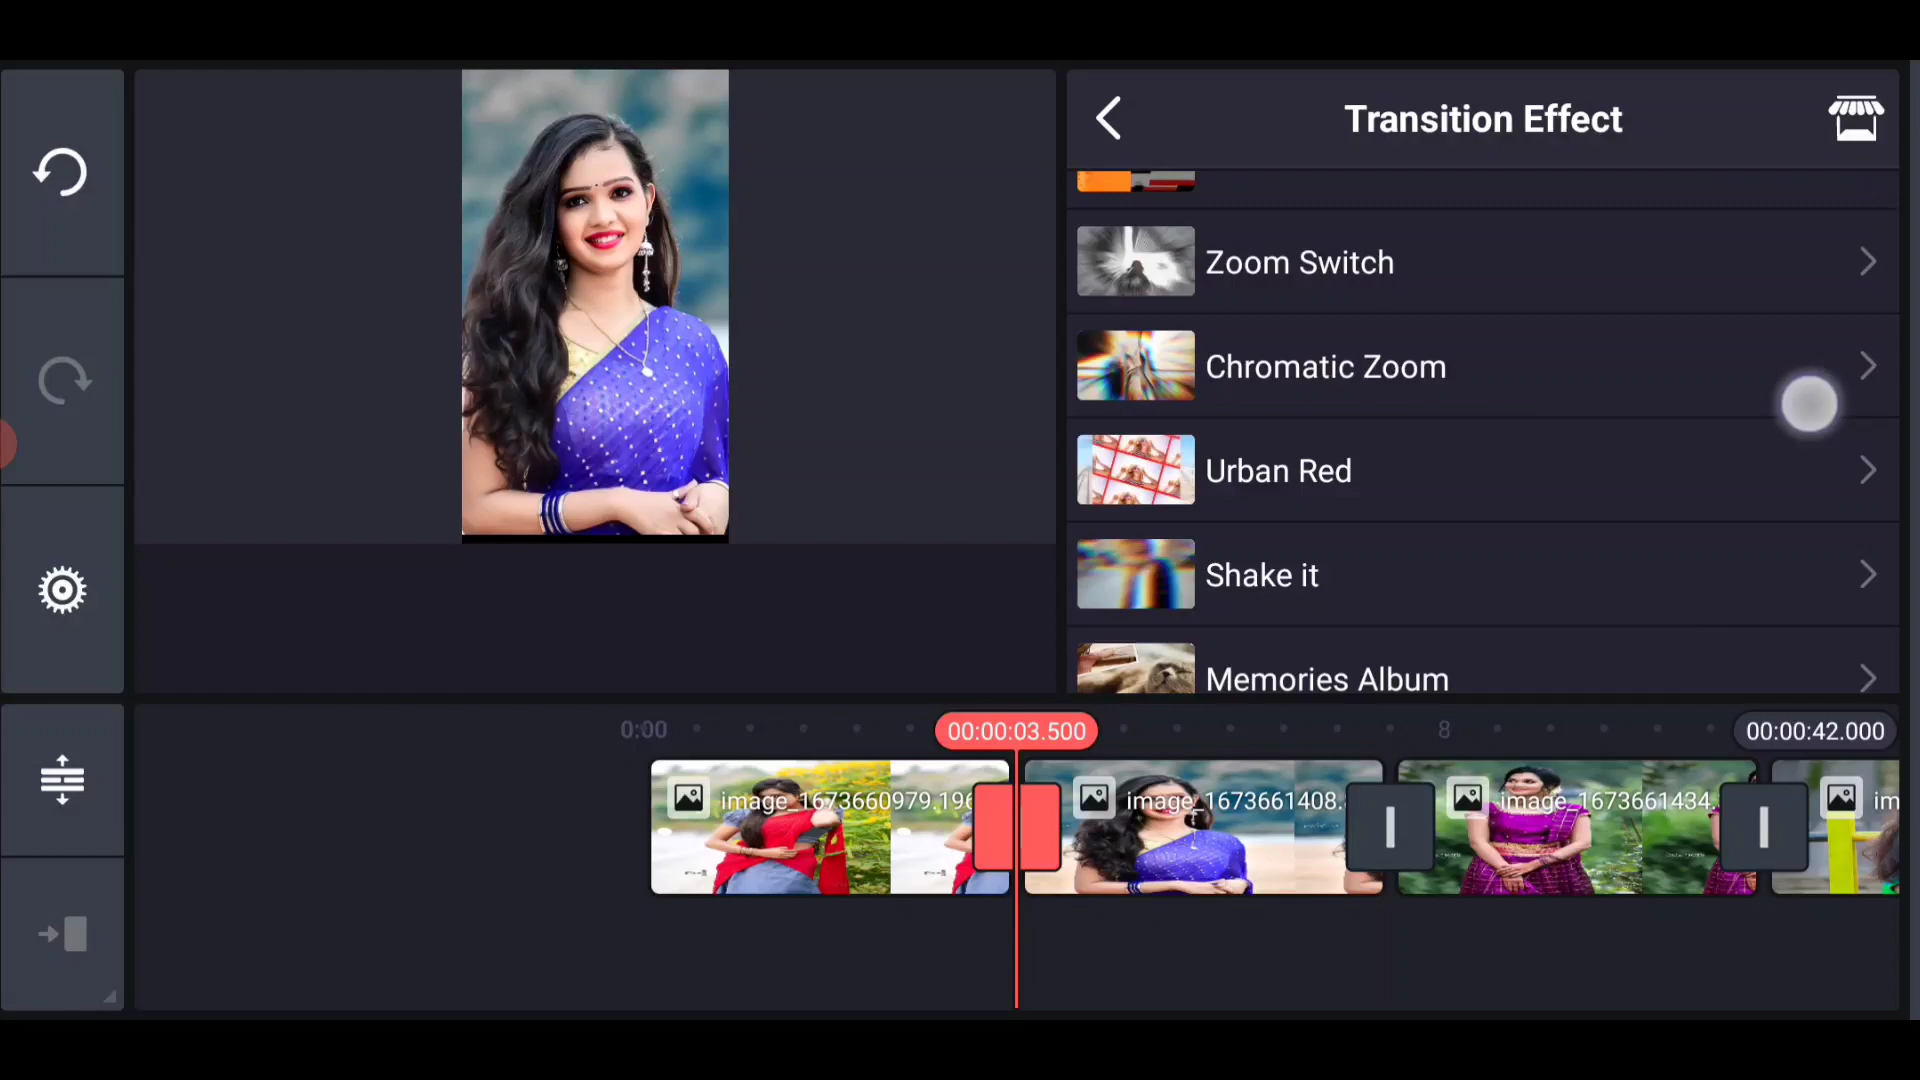 Transition Effect
Zoom Switch
Chromatic Zoom
Urban Red
Shake it
Memories Album
0:00
00:00:03.500
8
00:00:42.000
image_1673660979.196
image_1673661408.
image_1673661434.
im